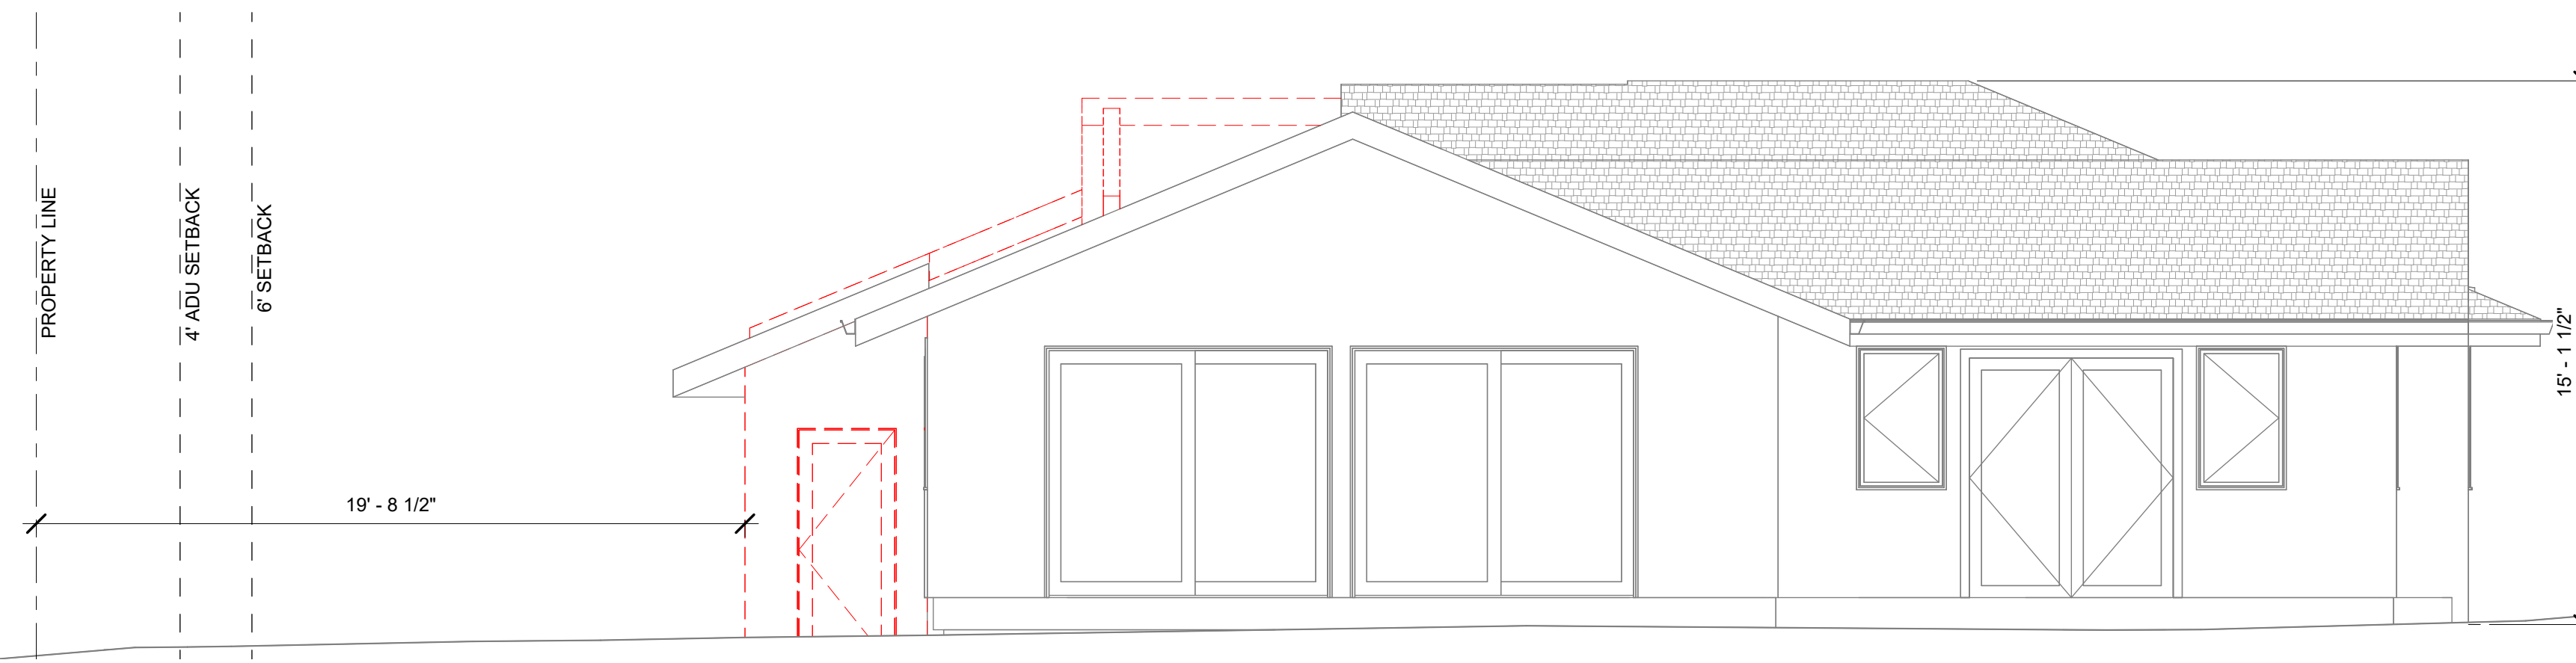 PROPERTY LINE
4' ADU SETBACK
6' SETBACK
19' - 8 1/2"
15' - 1 1/2"